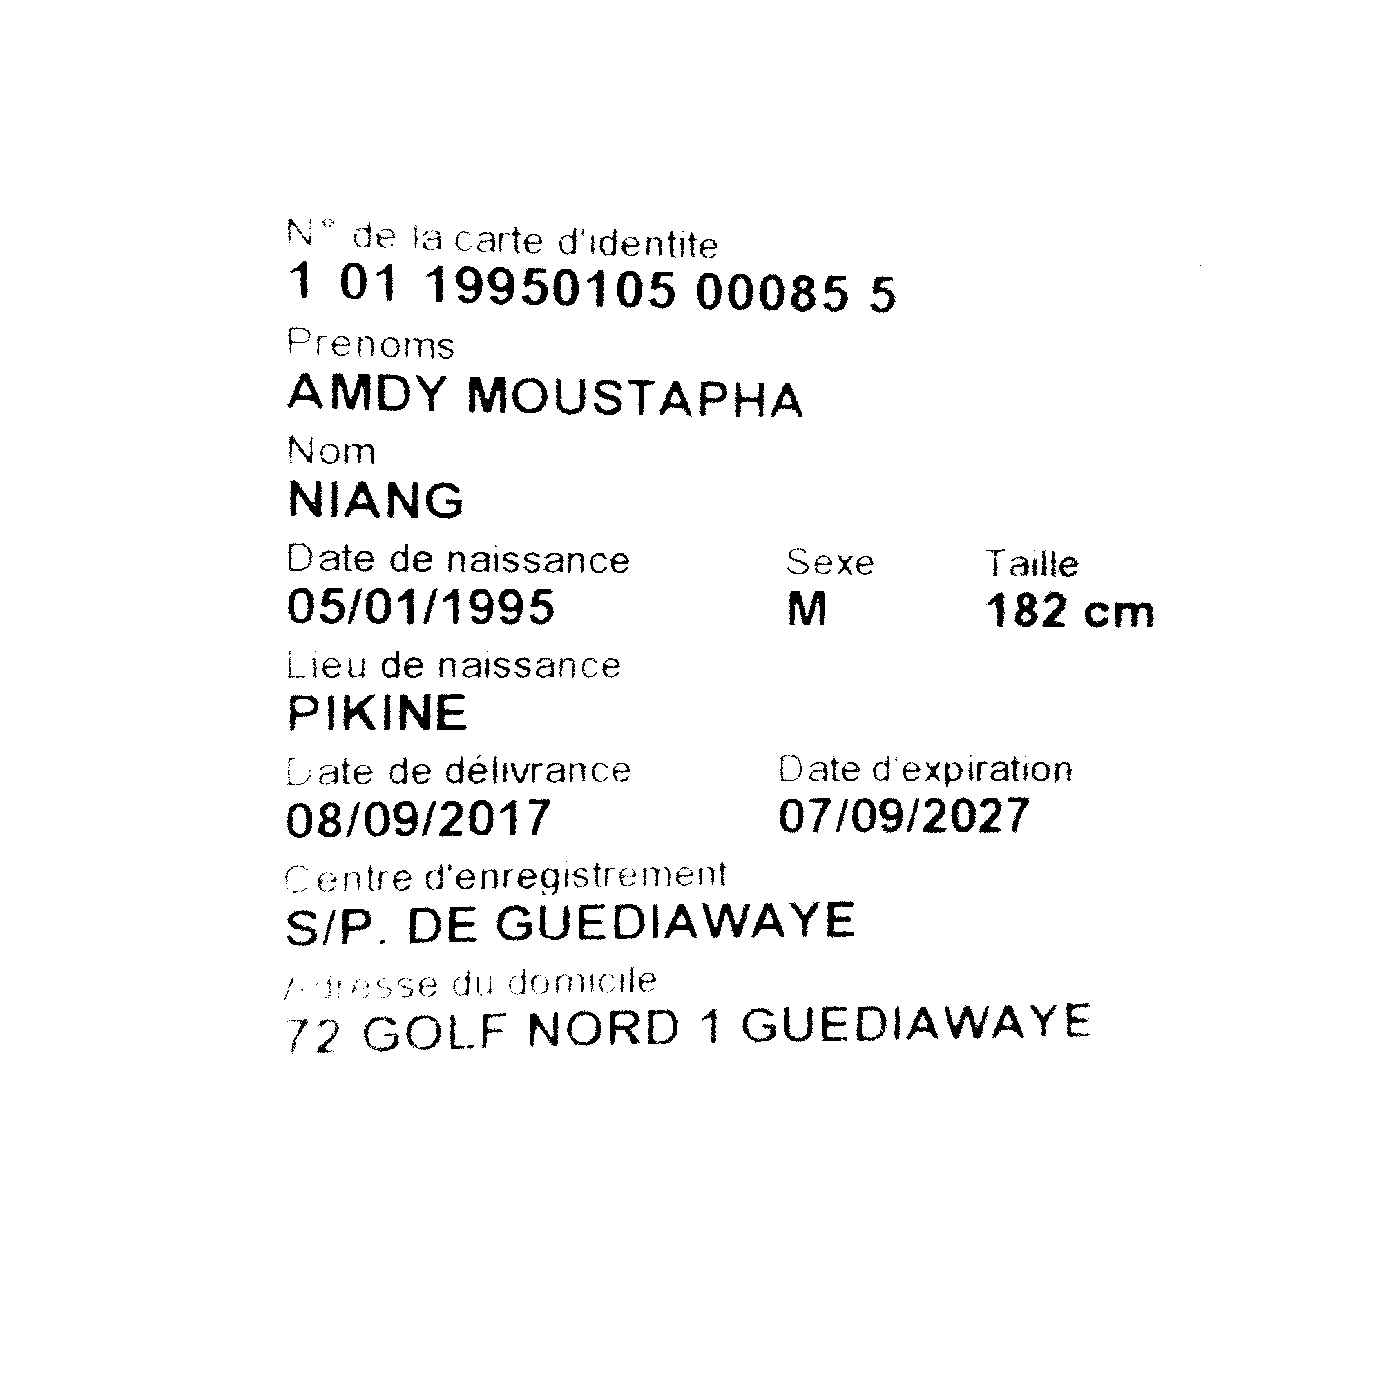 N° de la carte d'identite
1 01 19950105 00085 5
Prenoms
AMDY MOUSTAPHA
Nom
NIANG
Date de naissance Sexe Taille
05/01/1995 M 182 cm
Lieu de naissance
PIKINE
Date de délivrance Date d'expiration
08/09/2017 07/09/2027
Centre d'enregistrement
S/P. DE GUEDIAWAYE
Adresse du domicile
72 GOLF NORD 1 GUEDIAWAYE